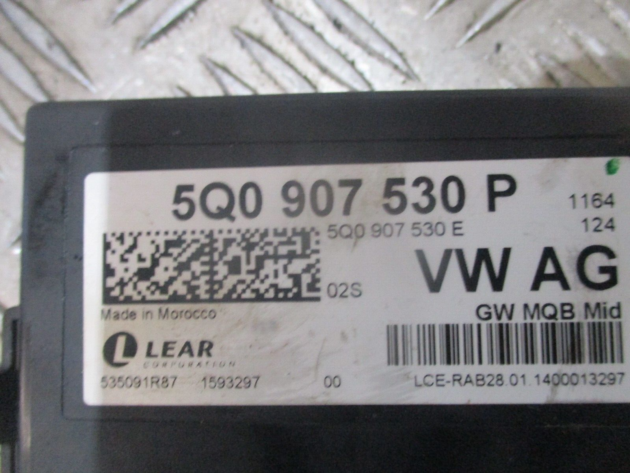 5Q0 907 530 P 1164
5Q0 907 530 E 124
VW AG
02S
GW MQB Mid
Made in Morocco
LEAR
CORPORATION
535091R87 1593297 00 LCE-RAB28.01.1400013297